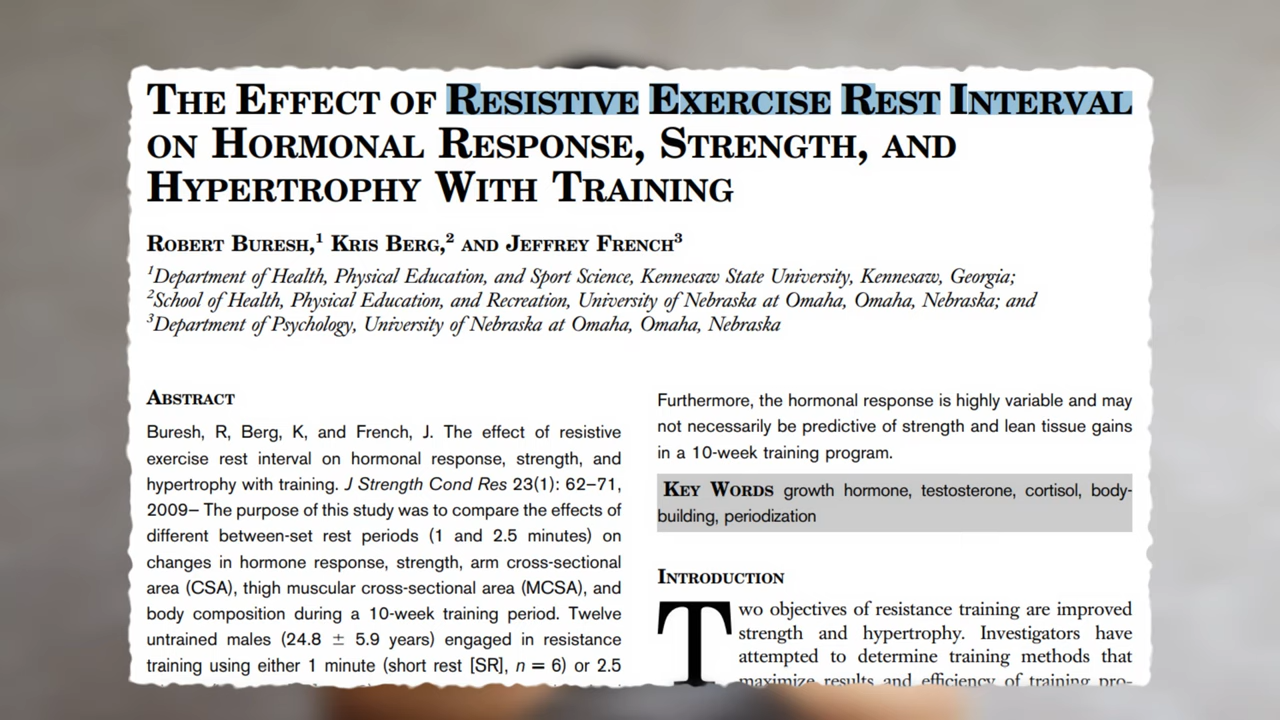 THE EFFECT OF RESISTIVE EXERCISE REST INTERVAL
ON HORMONAL RESPONSE, STRENGTH, AND
HYPERTROPHY WITH TRAINING
ROBERT BURESH,¹ KRIS BERG,² AND JEFFREY FRENCH³
¹Department of Health, Physical Education, and Sport Science, Kennesaw State University, Kennesaw, Georgia;
²School of Health, Physical Education, and Recreation, University of Nebraska at Omaha, Omaha, Nebraska; and
³Department of Psychology, University of Nebraska at Omaha, Omaha, Nebraska
ABSTRACT
Buresh, R, Berg, K, and French, J. The effect of resistive
exercise rest interval on hormonal response, strength, and
hypertrophy with training. J Strength Cond Res 23(1): 62–71,
2009– The purpose of this study was to compare the effects of
different between-set rest periods (1 and 2.5 minutes) on
changes in hormone response, strength, arm cross-sectional
area (CSA), thigh muscular cross-sectional area (MCSA), and
body composition during a 10-week training period. Twelve
untrained males (24.8 ± 5.9 years) engaged in resistance
training using either 1 minute (short rest [SR], n = 6) or 2.5
Furthermore, the hormonal response is highly variable and may
not necessarily be predictive of strength and lean tissue gains
in a 10-week training program.
KEY WORDS growth hormone, testosterone, cortisol, body-
building, periodization
INTRODUCTION
Two objectives of resistance training are improved
strength and hypertrophy. Investigators have
attempted to determine training methods that
maximize results and efficiency of training pro-